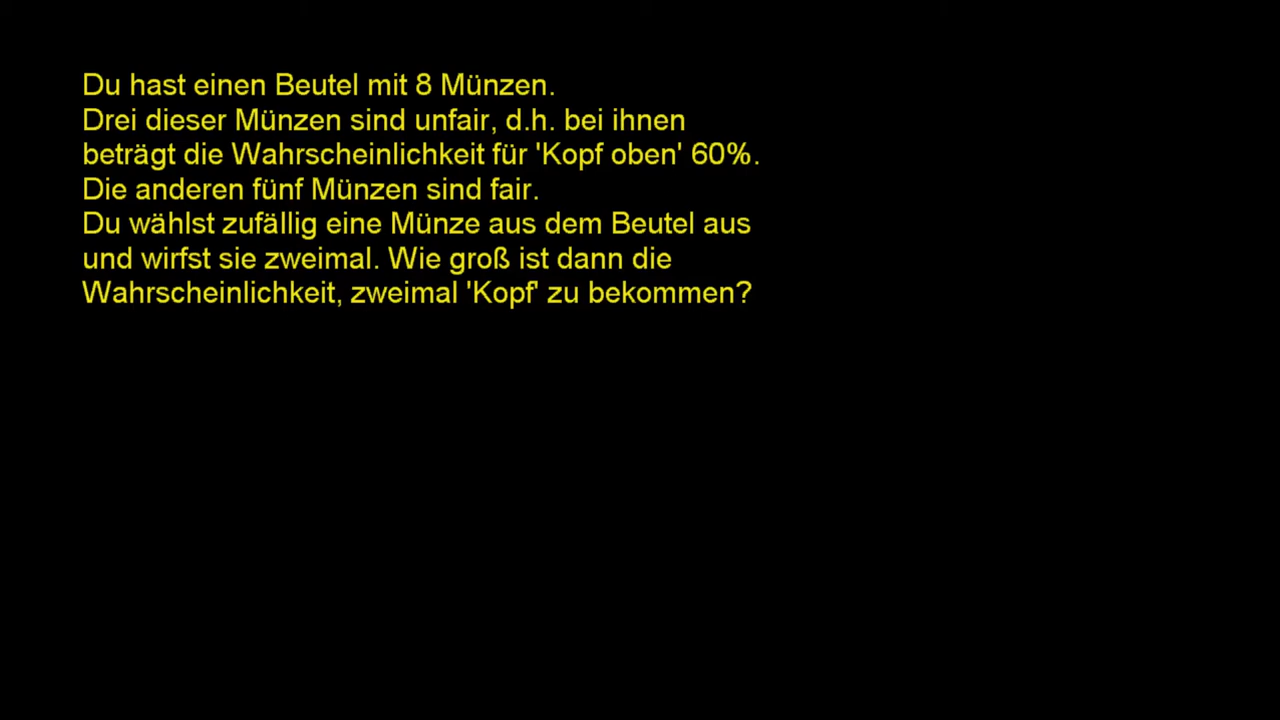 Du hast einen Beutel mit 8 Münzen.
Drei dieser Münzen sind unfair, d.h. bei ihnen
beträgt die Wahrscheinlichkeit für 'Kopf oben' 60%.
Die anderen fünf Münzen sind fair.
Du wählst zufällig eine Münze aus dem Beutel aus
und wirfst sie zweimal. Wie groß ist dann die
Wahrscheinlichkeit, zweimal 'Kopf' zu bekommen?